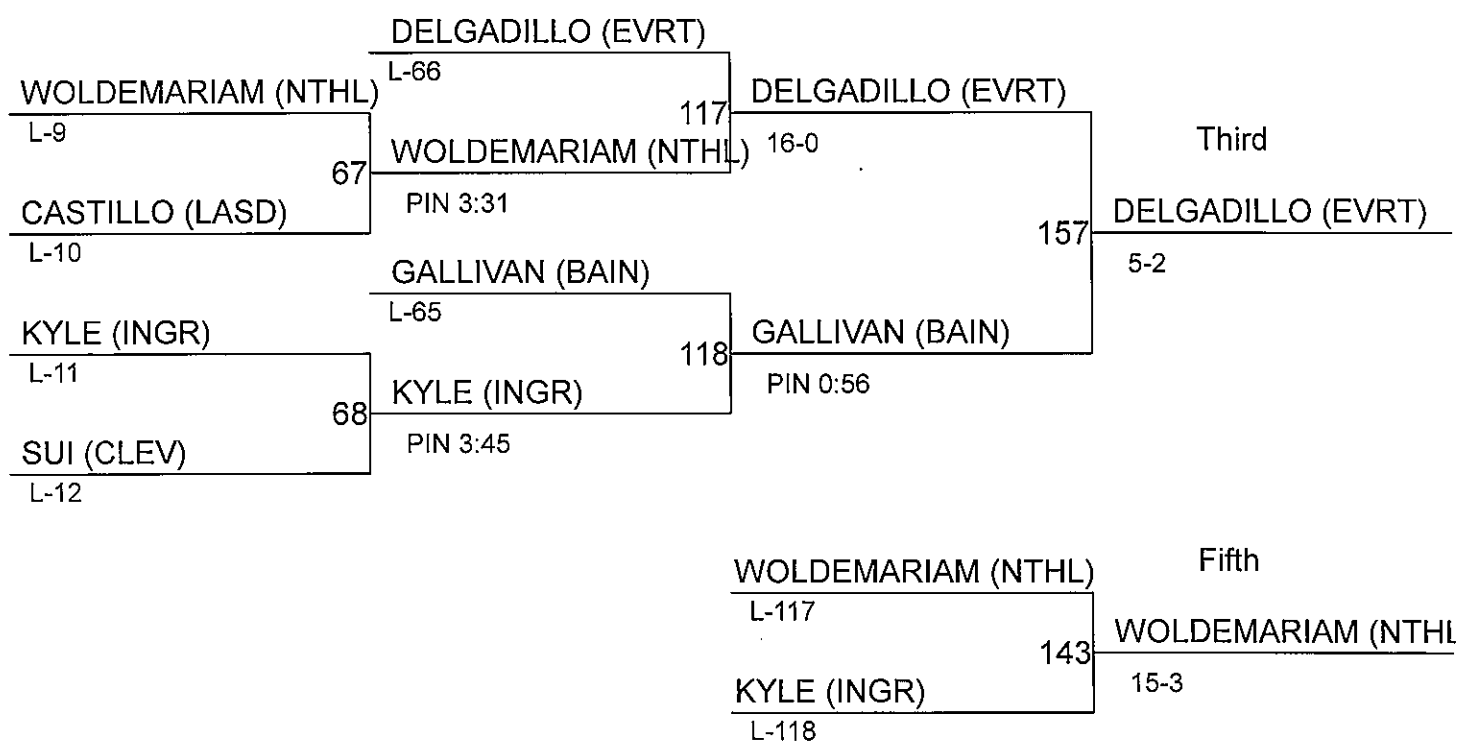 DELGADILLO (EVRT)
L-66
WOLDEMARIAM (NTHL)
L-9
117
DELGADILLO (EVRT)
16-0
Third
67
WOLDEMARIAM (NTHL)
PIN 3:31
CASTILLO (LASD)
L-10
157
DELGADILLO (EVRT)
5-2
GALLIVAN (BAIN)
L-65
KYLE (INGR)
L-11
118
GALLIVAN (BAIN)
PIN 0:56
68
KYLE (INGR)
PIN 3:45
SUI (CLEV)
L-12
Fifth
WOLDEMARIAM (NTHL)
L-117
143
WOLDEMARIAM (NTHL
15-3
KYLE (INGR)
L-118